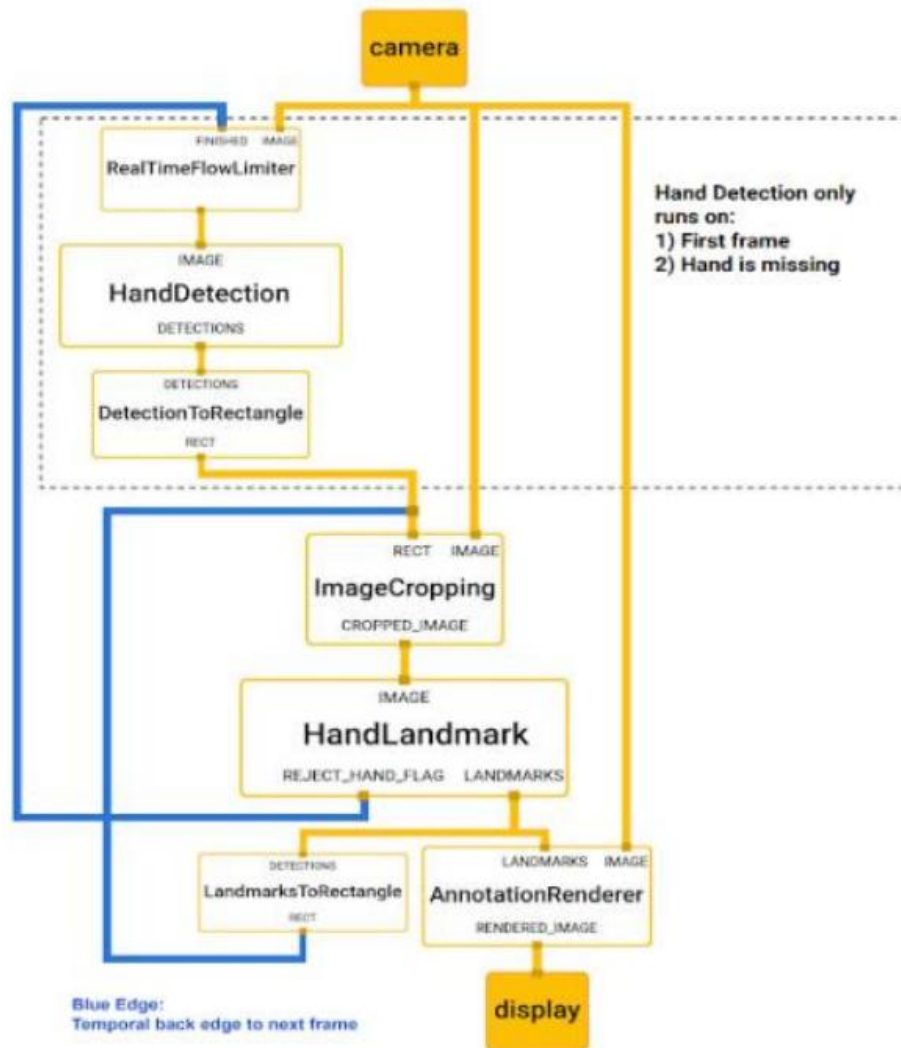 camera
FINISHED IMAGE
RealTimeFlowLimiter
Hand Detection only
runs on:
1) First frame
2) Hand is missing
IMAGE
HandDetection
DETECTIONS
DETECTIONS
DetectionToRectangle
RECT
RECT IMAGE
ImageCropping
CROPPED_IMAGE
IMAGE
HandLandmark
REJECT_HAND_FLAG LANDMARKS
DETECTIONS
LandmarksToRectangle
RECT
LANDMARKS IMAGE
AnnotationRenderer
RENDERED_IMAGE
display
Blue Edge:
Temporal back edge to next frame